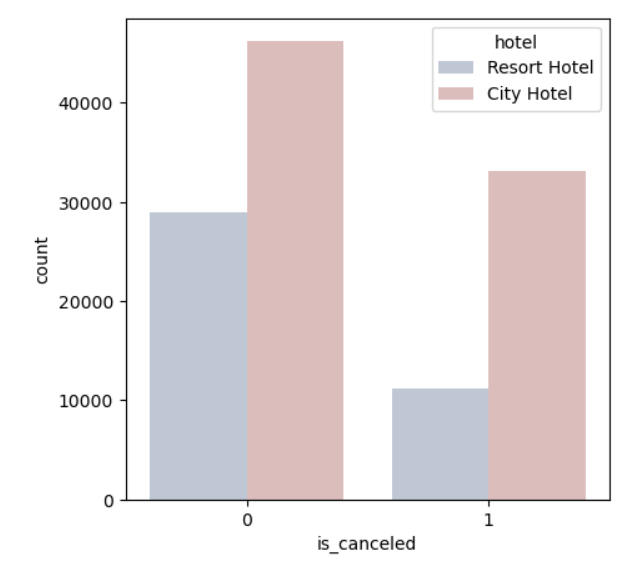 hotel
Resort Hotel
City Hotel
40000
30000
20000
10000
0
count
0 1
is_canceled